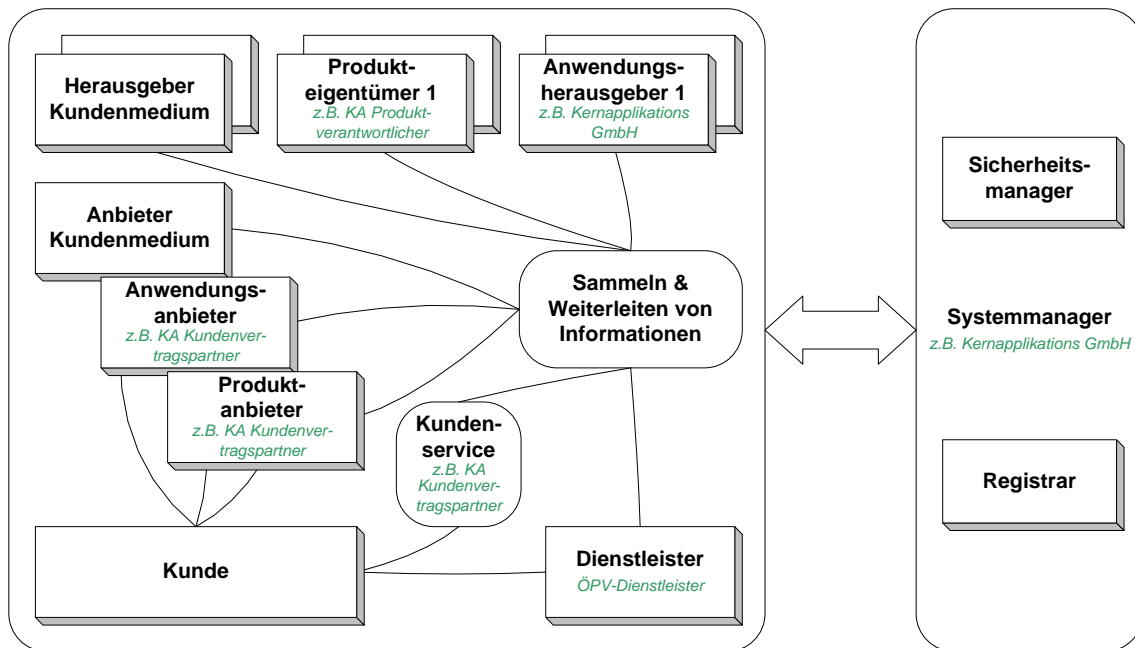 Herausgeber
Kundenmedium
Produkt-
eigentümer 1
z.B. KA Produkt-
verantwortlicher
Anwendungs-
herausgeber 1
z.B. Kernapplikations
GmbH
Sicherheits-
manager
Anbieter
Kundenmedium
Anwendungs-
anbieter
z.B. KA Kundenver-
tragspartner
Sammeln &
Weiterleiten von
Informationen
Systemmanager
z.B. Kernapplikations GmbH
Produkt-
anbieter
z.B. KA Kundenver-
tragspartner
Kunden-
service
z.B. KA
Kundenver-
tragspartner
Registrar
Kunde
Dienstleister
ÖPV-Dienstleister